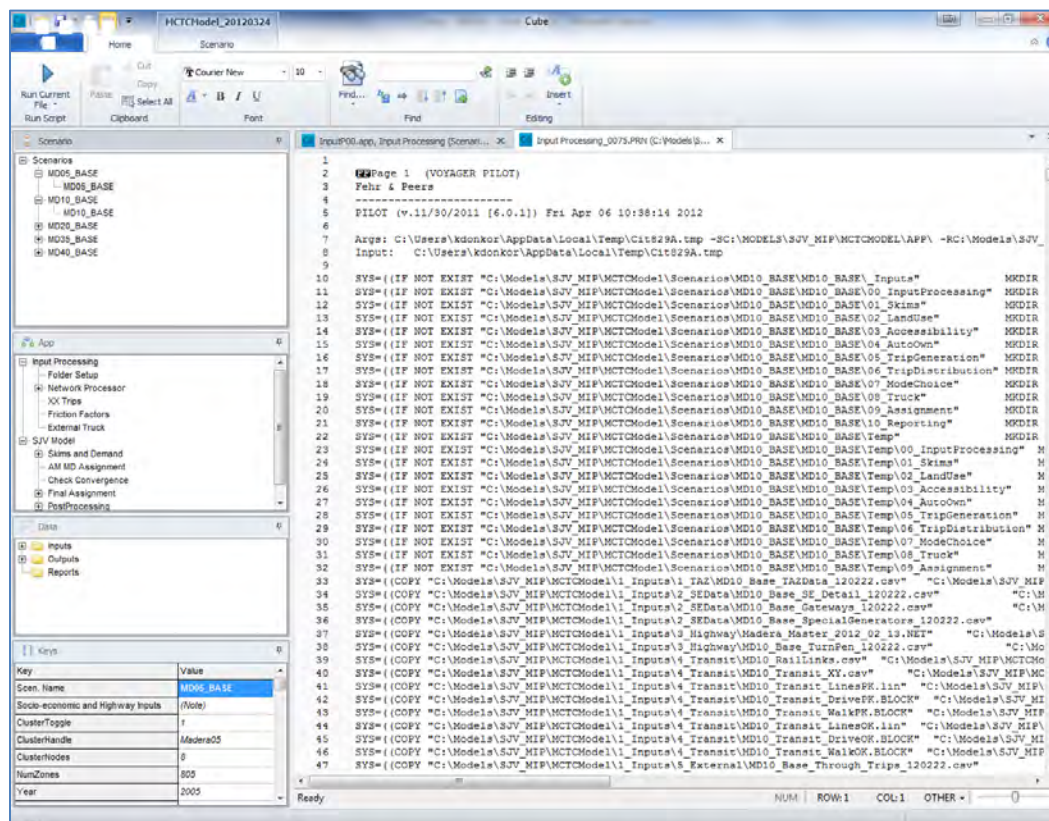 MCTCModel_20120324
Cube
Home
Scenario
Run Current
File
Run Script
Paste
Cut
Copy
Select All
Clipboard
Courier New
10
A B I U
Font
Find...
Find
Insert
Editing
Scenario
Scenarios
MD05_BASE
MD05_BASE
MD10_BASE
MD10_BASE
MD20_BASE
MD35_BASE
MD40_BASE
App
Input Processing
Folder Setup
Network Processor
XX Trips
Friction Factors
External Truck
SJV Model
Skims and Demand
AM MD Assignment
Check Convergence
Final Assignment
PostProcessing
Data
Inputs
Outputs
Reports
Keys
Key Value
Scen. Name MD05_BASE
Socio-economic and Highway Inputs (Note)
ClusterToggle 1
ClusterHandle Madera05
ClusterNodes 8
NumZones 805
Year 2005
InputP00.app, Input Processing (Scenari...
Input Processing_0075.PRN (C:\Models\S...
1
2 Page 1 (VOYAGER PILOT)
3 Fehr & Peers
4 ------------------------
5 PILOT (v.11/30/2011 [6.0.1]) Fri Apr 06 10:38:14 2012
6
7 Args: C:\Users\kdonkor\AppData\Local\Temp\Cit829A.tmp -SC:\MODELS\SJV_MIP\MCTCMODEL\APP\ -RC:\Models\SJV_
8 Input: C:\Users\kdonkor\AppData\Local\Temp\Cit829A.tmp
9
10 SYS=((IF NOT EXIST "C:\Models\SJV_MIP\MCTCModel\Scenarios\MD10_BASE\MD10_BASE\_Inputs" MKDIR
11 SYS=((IF NOT EXIST "C:\Models\SJV_MIP\MCTCModel\Scenarios\MD10_BASE\MD10_BASE\00_InputProcessing" MKDIR
12 SYS=((IF NOT EXIST "C:\Models\SJV_MIP\MCTCModel\Scenarios\MD10_BASE\MD10_BASE\01_Skims" MKDIR
13 SYS=((IF NOT EXIST "C:\Models\SJV_MIP\MCTCModel\Scenarios\MD10_BASE\MD10_BASE\02_LandUse" MKDIR
14 SYS=((IF NOT EXIST "C:\Models\SJV_MIP\MCTCModel\Scenarios\MD10_BASE\MD10_BASE\03_Accessibility" MKDIR
15 SYS=((IF NOT EXIST "C:\Models\SJV_MIP\MCTCModel\Scenarios\MD10_BASE\MD10_BASE\04_AutoOwn" MKDIR
16 SYS=((IF NOT EXIST "C:\Models\SJV_MIP\MCTCModel\Scenarios\MD10_BASE\MD10_BASE\05_TripGeneration" MKDIR
17 SYS=((IF NOT EXIST "C:\Models\SJV_MIP\MCTCModel\Scenarios\MD10_BASE\MD10_BASE\06_TripDistribution" MKDIR
18 SYS=((IF NOT EXIST "C:\Models\SJV_MIP\MCTCModel\Scenarios\MD10_BASE\MD10_BASE\07_ModeChoice" MKDIR
19 SYS=((IF NOT EXIST "C:\Models\SJV_MIP\MCTCModel\Scenarios\MD10_BASE\MD10_BASE\08_Truck" MKDIR
20 SYS=((IF NOT EXIST "C:\Models\SJV_MIP\MCTCModel\Scenarios\MD10_BASE\MD10_BASE\09_Assignment" MKDIR
21 SYS=((IF NOT EXIST "C:\Models\SJV_MIP\MCTCModel\Scenarios\MD10_BASE\MD10_BASE\10_Reporting" MKDIR
22 SYS=((IF NOT EXIST "C:\Models\SJV_MIP\MCTCModel\Scenarios\MD10_BASE\MD10_BASE\Temp" MKDIR
23 SYS=((IF NOT EXIST "C:\Models\SJV_MIP\MCTCModel\Scenarios\MD10_BASE\MD10_BASE\Temp\00_InputProcessing" M
24 SYS=((IF NOT EXIST "C:\Models\SJV_MIP\MCTCModel\Scenarios\MD10_BASE\MD10_BASE\Temp\01_Skims" M
25 SYS=((IF NOT EXIST "C:\Models\SJV_MIP\MCTCModel\Scenarios\MD10_BASE\MD10_BASE\Temp\02_LandUse" M
26 SYS=((IF NOT EXIST "C:\Models\SJV_MIP\MCTCModel\Scenarios\MD10_BASE\MD10_BASE\Temp\03_Accessibility" M
27 SYS=((IF NOT EXIST "C:\Models\SJV_MIP\MCTCModel\Scenarios\MD10_BASE\MD10_BASE\Temp\04_AutoOwn" M
28 SYS=((IF NOT EXIST "C:\Models\SJV_MIP\MCTCModel\Scenarios\MD10_BASE\MD10_BASE\Temp\05_TripGeneration" M
29 SYS=((IF NOT EXIST "C:\Models\SJV_MIP\MCTCModel\Scenarios\MD10_BASE\MD10_BASE\Temp\06_TripDistribution" M
30 SYS=((IF NOT EXIST "C:\Models\SJV_MIP\MCTCModel\Scenarios\MD10_BASE\MD10_BASE\Temp\07_ModeChoice" M
31 SYS=((IF NOT EXIST "C:\Models\SJV_MIP\MCTCModel\Scenarios\MD10_BASE\MD10_BASE\Temp\08_Truck" M
32 SYS=((IF NOT EXIST "C:\Models\SJV_MIP\MCTCModel\Scenarios\MD10_BASE\MD10_BASE\Temp\09_Assignment" M
33 SYS=((COPY "C:\Models\SJV_MIP\MCTCModel\1_Inputs\1_TAZ\MD10_Base_TAZData_120222.csv" "C:\Models\SJV_MIP
34 SYS=((COPY "C:\Models\SJV_MIP\MCTCModel\1_Inputs\2_SEData\MD10_Base_SE_Detail_120222.csv" "C:\M
35 SYS=((COPY "C:\Models\SJV_MIP\MCTCModel\1_Inputs\2_SEData\MD10_Base_Gateways_120222.csv" "C:\M
36 SYS=((COPY "C:\Models\SJV_MIP\MCTCModel\1_Inputs\2_SEData\MD10_Base_SpecialGenerators_120222.csv"
37 SYS=((COPY "C:\Models\SJV_MIP\MCTCModel\1_Inputs\3_Highway\Madera_Master_2012_02_13.NET" "C:\Models\S
38 SYS=((COPY "C:\Models\SJV_MIP\MCTCModel\1_Inputs\3_Highway\MD10_Base_TurnPen_120222.csv" "C:\Mo
39 SYS=((COPY "C:\Models\SJV_MIP\MCTCModel\1_Inputs\4_Transit\MD10_RailLinks.csv" "C:\Models\SJV_MIP\MCTCMo
40 SYS=((COPY "C:\Models\SJV_MIP\MCTCModel\1_Inputs\4_Transit\MD10_Transit_XY.csv" "C:\Models\SJV_MIP\MC
41 SYS=((COPY "C:\Models\SJV_MIP\MCTCModel\1_Inputs\4_Transit\MD10_Transit_LinesPK.lin" "C:\Models\SJV_MIP\
42 SYS=((COPY "C:\Models\SJV_MIP\MCTCModel\1_Inputs\4_Transit\MD10_Transit_DrivePK.BLOCK" "C:\Models\SJV_MI
43 SYS=((COPY "C:\Models\SJV_MIP\MCTCModel\1_Inputs\4_Transit\MD10_Transit_WalkPK.BLOCK" "C:\Models\SJV_MIP
44 SYS=((COPY "C:\Models\SJV_MIP\MCTCModel\1_Inputs\4_Transit\MD10_Transit_LinesOK.lin" "C:\Models\SJV_MIP\
45 SYS=((COPY "C:\Models\SJV_MIP\MCTCModel\1_Inputs\4_Transit\MD10_Transit_DriveOK.BLOCK" "C:\Models\SJV_MI
46 SYS=((COPY "C:\Models\SJV_MIP\MCTCModel\1_Inputs\4_Transit\MD10_Transit_WalkOK.BLOCK" "C:\Models\SJV_MIP
47 SYS=((COPY "C:\Models\SJV_MIP\MCTCModel\1_Inputs\5_External\MD10_Base_Through_Trips_120222.csv"
Ready
NUM ROW:1 COL:1 OTHER